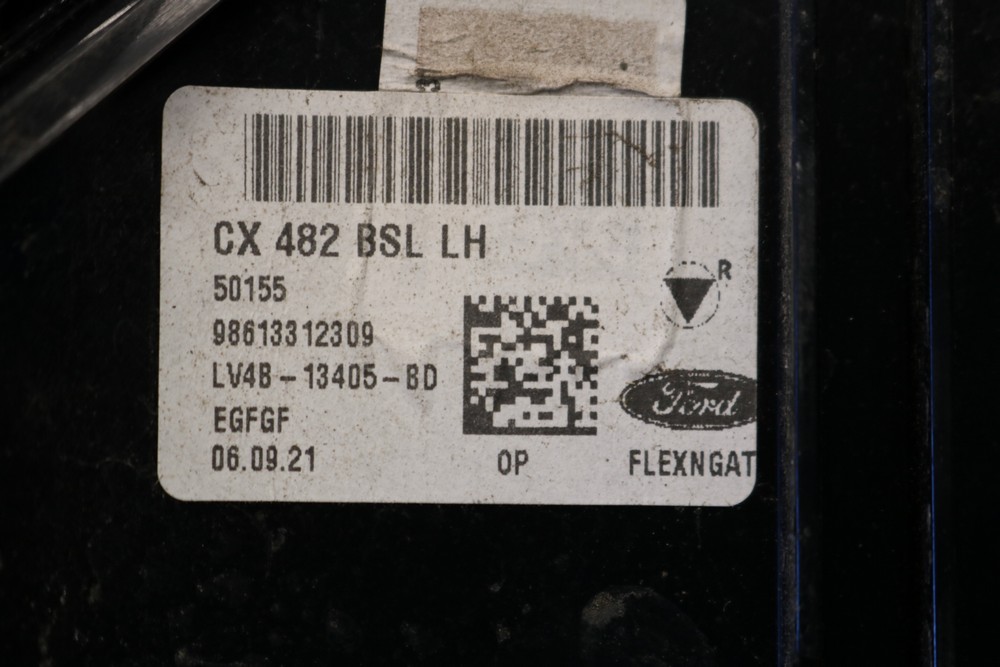 CX 482 BSL LH
50155
98613312309
LV4B-13405-BD
EGFGF
06.09.21
OP
R
Ford
FLEXNGAT